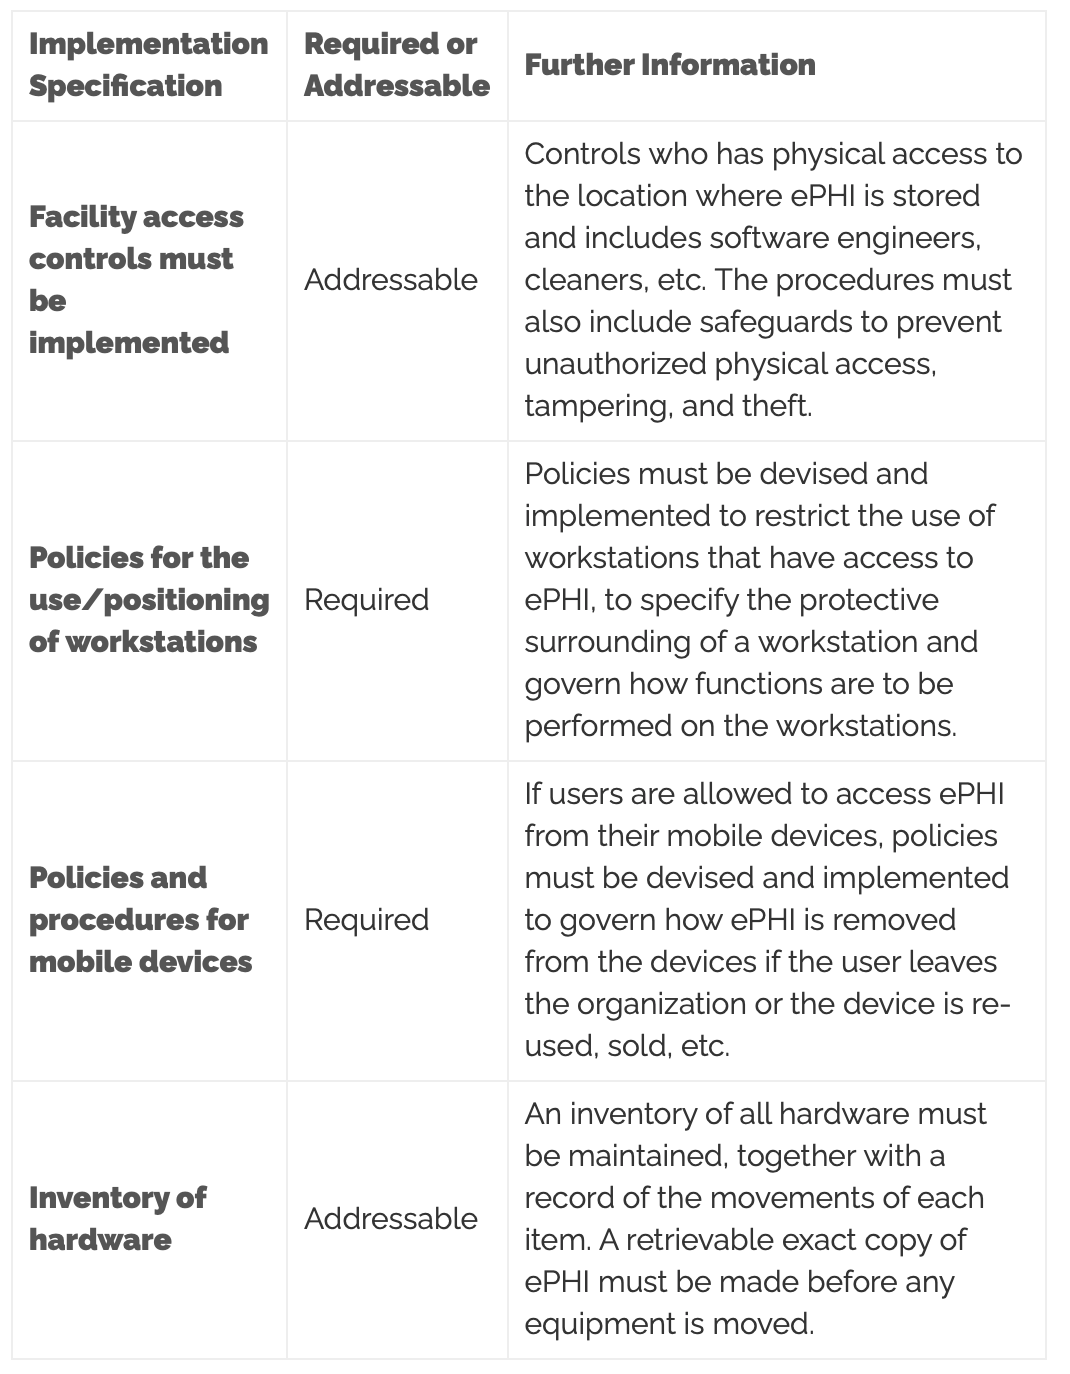 Implementation
Specification
Required or
Addressable
Further Information
Facility access
controls must
be
implemented
Addressable
Controls who has physical access to
the location where ePHI is stored
and includes software engineers,
cleaners, etc. The procedures must
also include safeguards to prevent
unauthorized physical access,
tampering, and theft.
Policies for the
use/positioning
of workstations
Required
Policies must be devised and
implemented to restrict the use of
workstations that have access to
ePHI, to specify the protective
surrounding of a workstation and
govern how functions are to be
performed on the workstations.
Policies and
procedures for
mobile devices
Required
If users are allowed to access ePHI
from their mobile devices, policies
must be devised and implemented
to govern how ePHI is removed
from the devices if the user leaves
the organization or the device is re-
used, sold, etc.
Inventory of
hardware
Addressable
An inventory of all hardware must
be maintained, together with a
record of the movements of each
item. A retrievable exact copy of
ePHI must be made before any
equipment is moved.